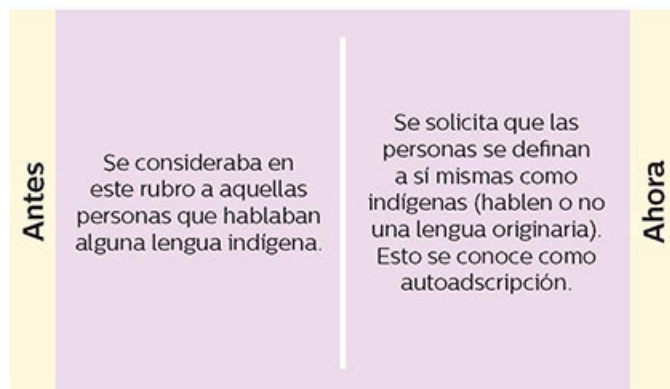 Antes
Se consideraba en
este rubro a aquellas
personas que hablaban
alguna lengua indígena.
Se solicita que las
personas se definan
a sí mismas como
indígenas (hablen o no
una lengua originaria).
Esto se conoce como
autoadscripción.
Ahora